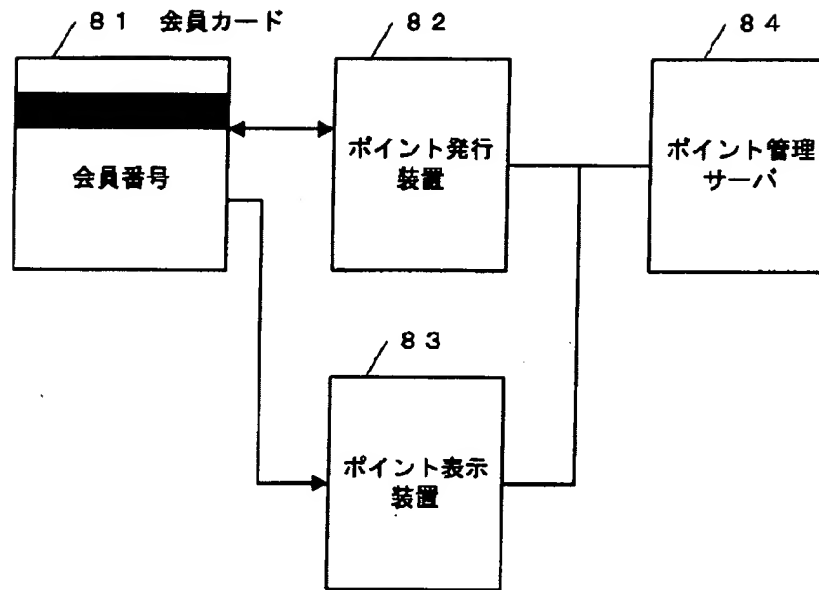 ８１ 会員カード
８２
８４
会員番号
ポイント発行
装置
ポイント管理
サーバ
８３
ポイント表示
装置